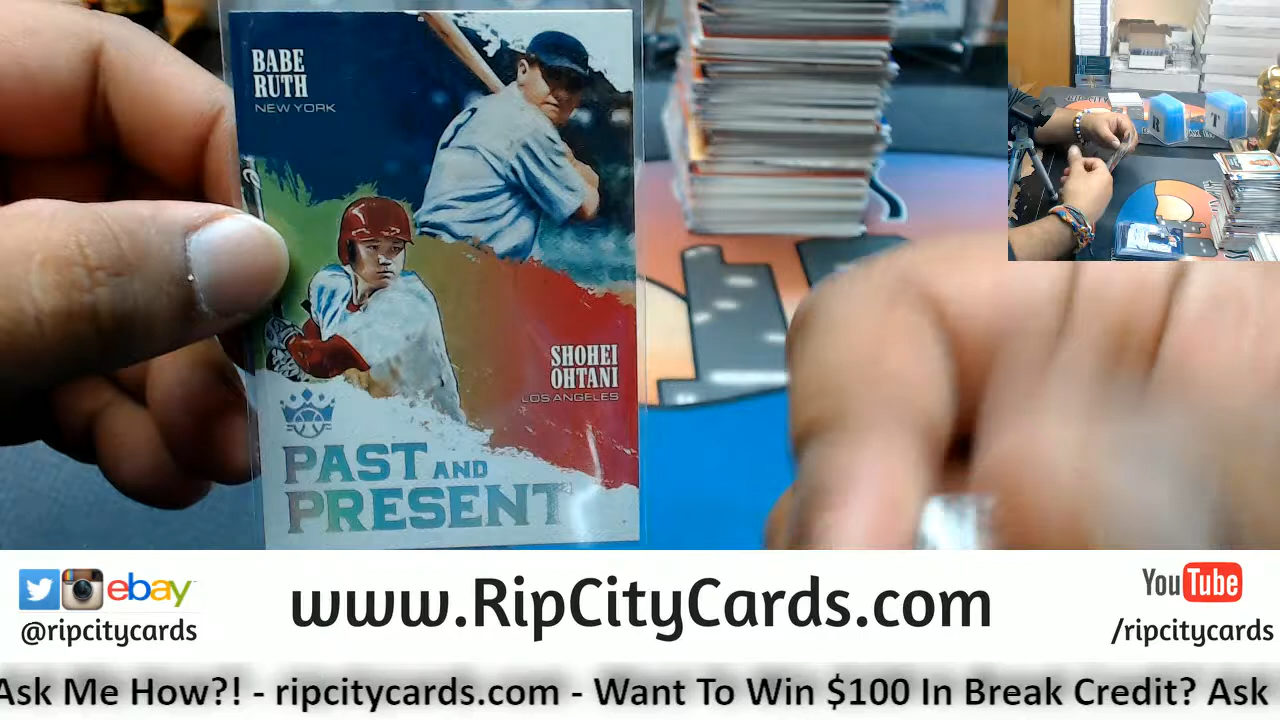 BABE
RUTH
NEW YORK
SHOHEI
OHTANI
LOS ANGELES
PAST AND
PRESENT
R
T
ebay
@ripcitycards
www.RipCityCards.com
YouTube
/ripcitycards
Ask Me How?! - ripcitycards.com - Want To Win $100 In Break Credit? Ask